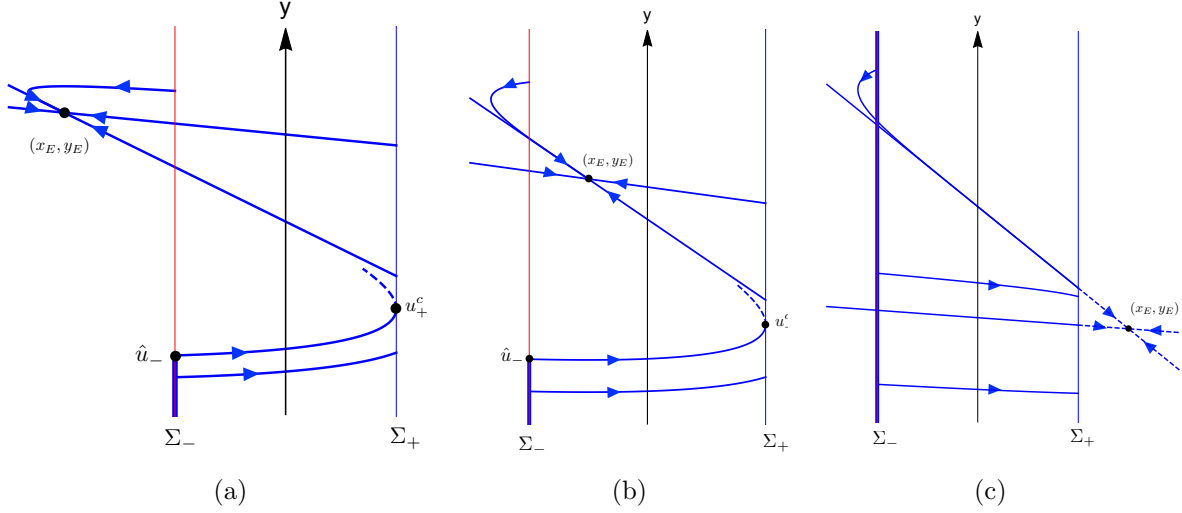 y
(x_E, y_E)
u^c_+
û_−
Σ_−
Σ_+
(a)
y
(x_E, y_E)
û_−
Σ_−
Σ_+
(b)
y
(x_E, y_E)
Σ_−
Σ_+
(c)